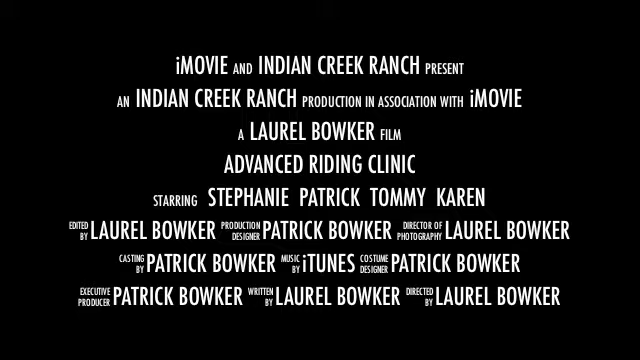 iMOVIE AND INDIAN CREEK RANCH PRESENT
AN INDIAN CREEK RANCH PRODUCTION IN ASSOCIATION WITH iMOVIE
A LAUREL BOWKER FILM
ADVANCED RIDING CLINIC
STARRING STEPHANIE PATRICK TOMMY KAREN
EDITED BY LAUREL BOWKER PRODUCTION DESIGNER PATRICK BOWKER DIRECTOR OF PHOTOGRAPHY LAUREL BOWKER
CASTING BY PATRICK BOWKER MUSIC BY iTUNES COSTUME DESIGNER PATRICK BOWKER
EXECUTIVE PRODUCER PATRICK BOWKER WRITTEN BY LAUREL BOWKER DIRECTED BY LAUREL BOWKER